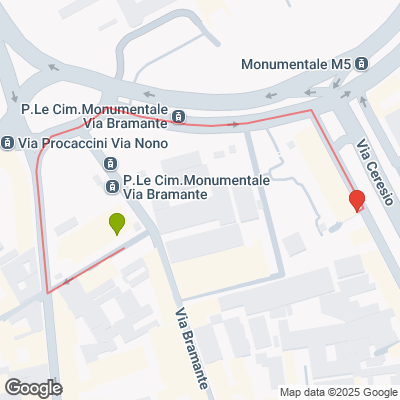 Monumentale M5
P.Le Cim.Monumentale
Via Bramante
Via Procaccini Via Nono
P.Le Cim.Monumentale
Via Bramante
Via Ceresio
Via Bramante
Google
Map data ©2025 Google